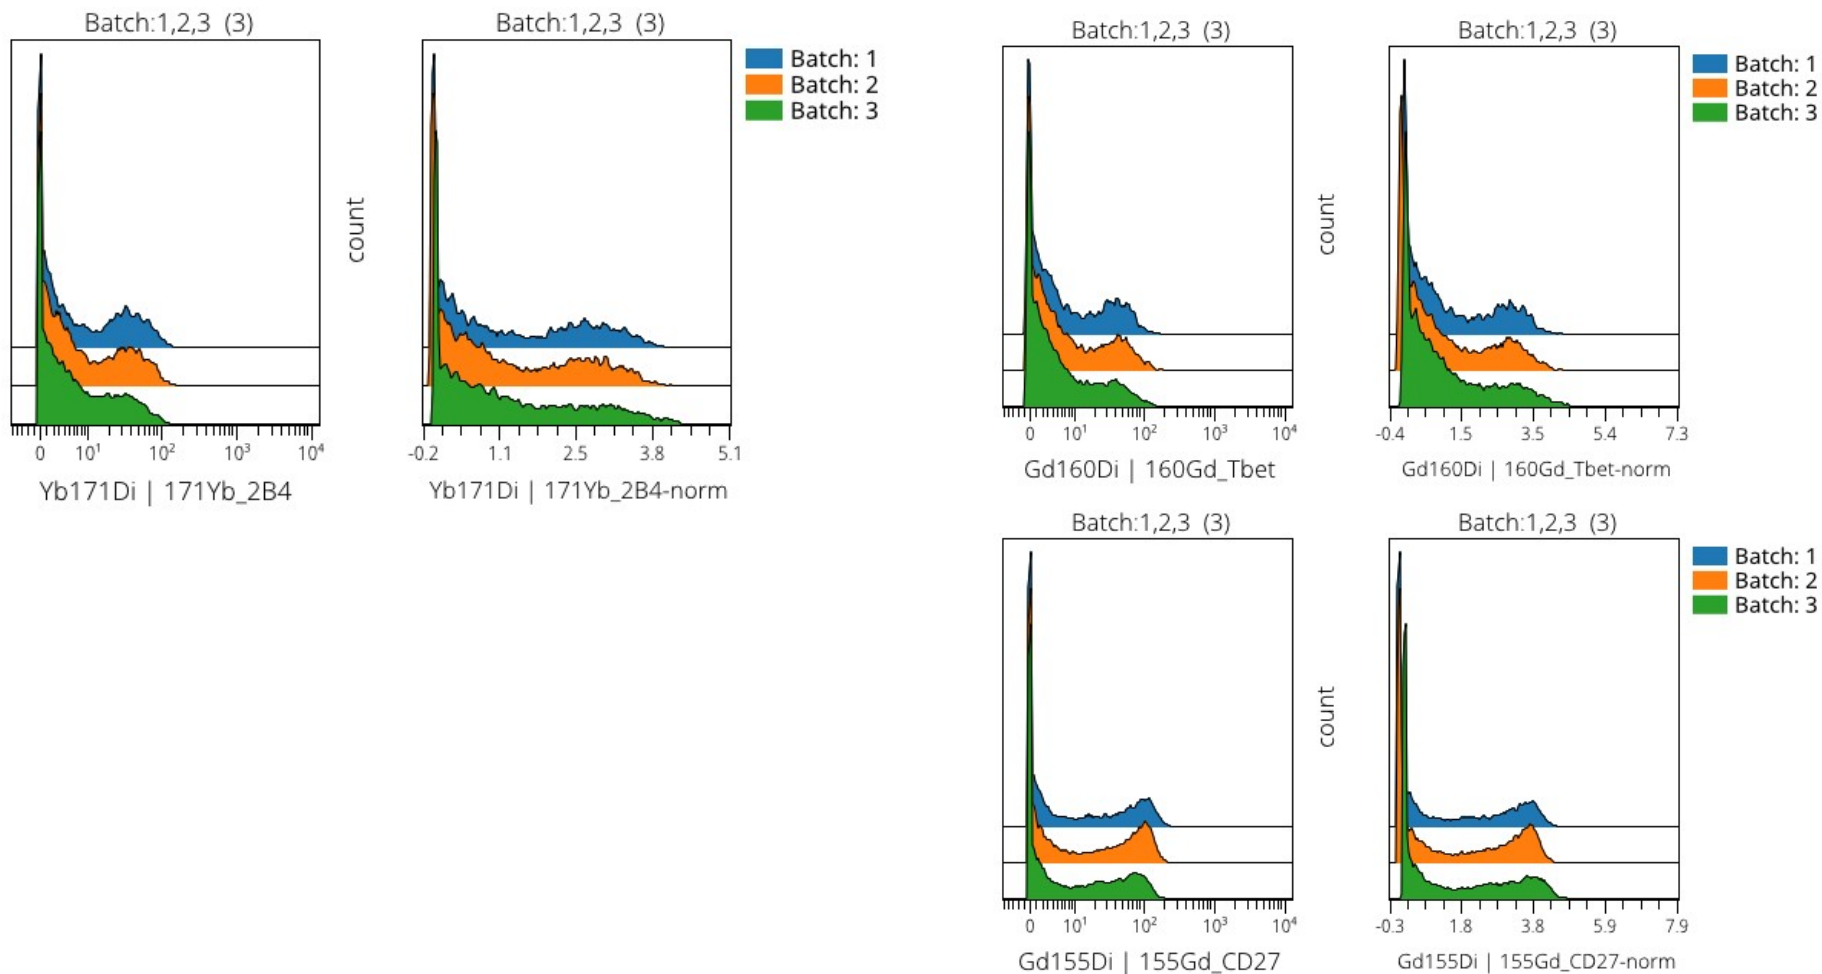 Batch:1,2,3 (3)
Batch:1,2,3 (3)
Batch: 1
Batch: 2
Batch: 3
count
0 10¹ 10² 10³ 10⁴
-0.2 1.1 2.5 3.8 5.1
Yb171Di | 171Yb_2B4
Yb171Di | 171Yb_2B4-norm
Batch:1,2,3 (3)
Batch:1,2,3 (3)
Batch: 1
Batch: 2
Batch: 3
count
0 10¹ 10² 10³ 10⁴
-0.4 1.5 3.5 5.4 7.3
Gd160Di | 160Gd_Tbet
Gd160Di | 160Gd_Tbet-norm
Batch:1,2,3 (3)
Batch:1,2,3 (3)
Batch: 1
Batch: 2
Batch: 3
count
0 10¹ 10² 10³ 10⁴
-0.3 1.8 3.8 5.9 7.9
Gd155Di | 155Gd_CD27
Gd155Di | 155Gd_CD27-norm